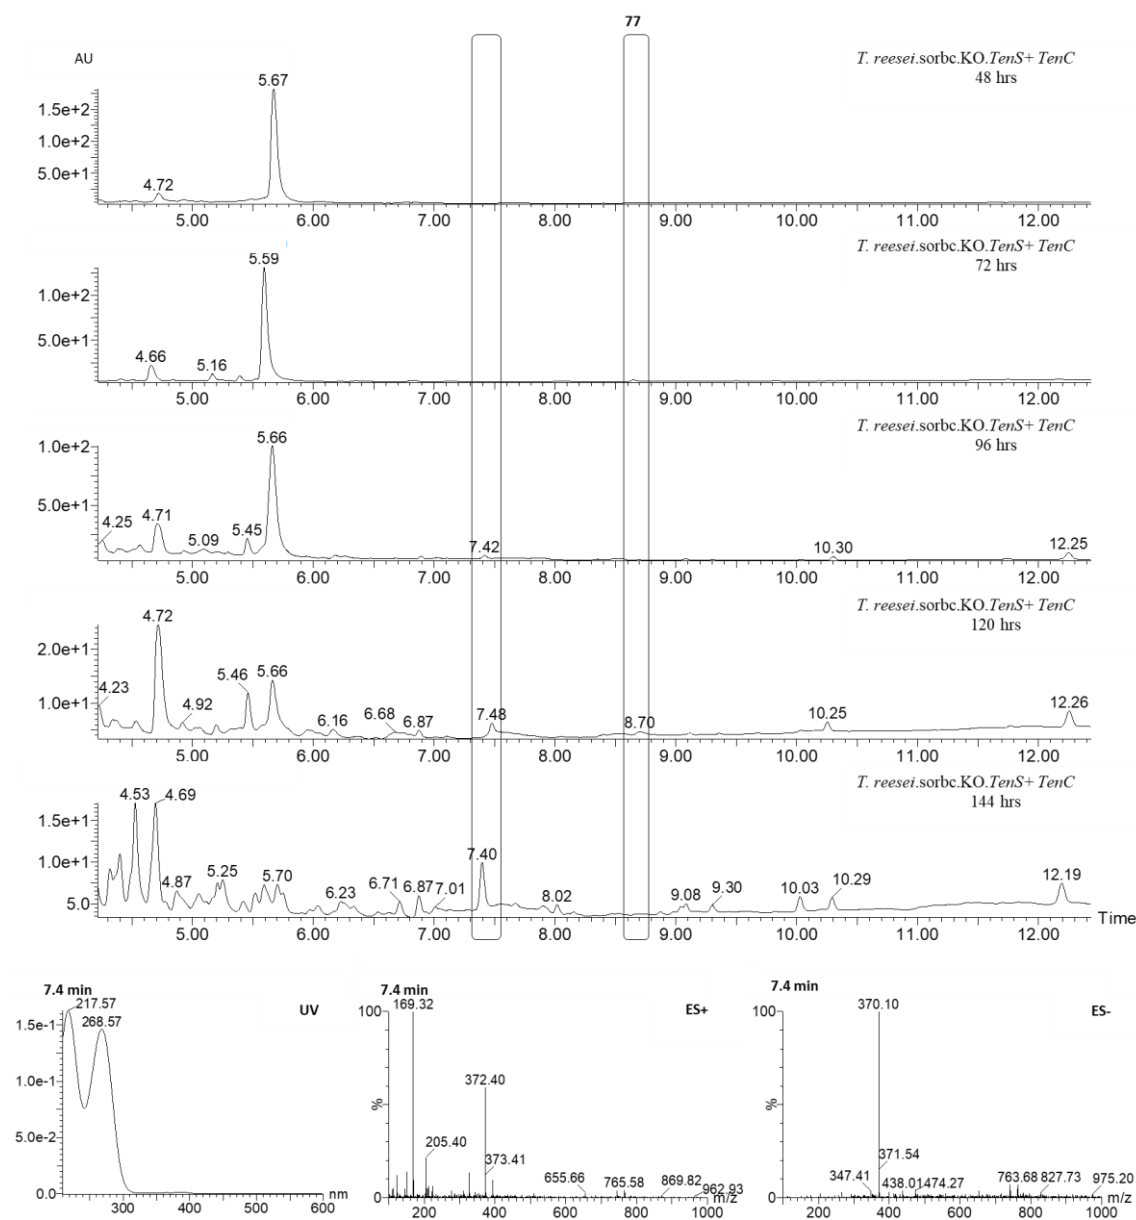 77
AU
T. reesei.sorbc.KO.TenS+ TenC
48 hrs
5.67
1.5e+2
1.0e+2
5.0e+1
4.72
5.00 6.00 7.00 8.00 9.00 10.00 11.00 12.00
T. reesei.sorbc.KO.TenS+ TenC
72 hrs
5.59
1.0e+2
5.0e+1
4.66
5.16
5.00 6.00 7.00 8.00 9.00 10.00 11.00 12.00
T. reesei.sorbc.KO.TenS+ TenC
96 hrs
5.66
1.0e+2
5.0e+1
4.25
4.71
5.09
5.45
7.42
10.30
12.25
5.00 6.00 7.00 8.00 9.00 10.00 11.00 12.00
T. reesei.sorbc.KO.TenS+ TenC
120 hrs
4.72
2.0e+1
1.0e+1
4.23
4.92
5.46
5.66
6.16
6.68
6.87
7.48
8.70
10.25
12.26
5.00 6.00 7.00 8.00 9.00 10.00 11.00 12.00
T. reesei.sorbc.KO.TenS+ TenC
144 hrs
4.53
4.69
1.5e+1
1.0e+1
5.0
4.87
5.25
5.70
6.23
6.71
6.87
7.01
7.40
8.02
9.08
9.30
10.03
10.29
12.19
Time
5.00 6.00 7.00 8.00 9.00 10.00 11.00 12.00
7.4 min
217.57
268.57
UV
1.5e-1
1.0e-1
5.0e-2
0.0
nm
300 400 500 600
7.4 min
169.32
ES+
100
%
0
372.40
205.40
373.41
655.66
765.58
869.82
962.93
m/z
200 400 600 800 1000
7.4 min
370.10
ES-
100
%
0
371.54
347.41
438.01
474.27
763.68
827.73
975.20
m/z
200 400 600 800 1000